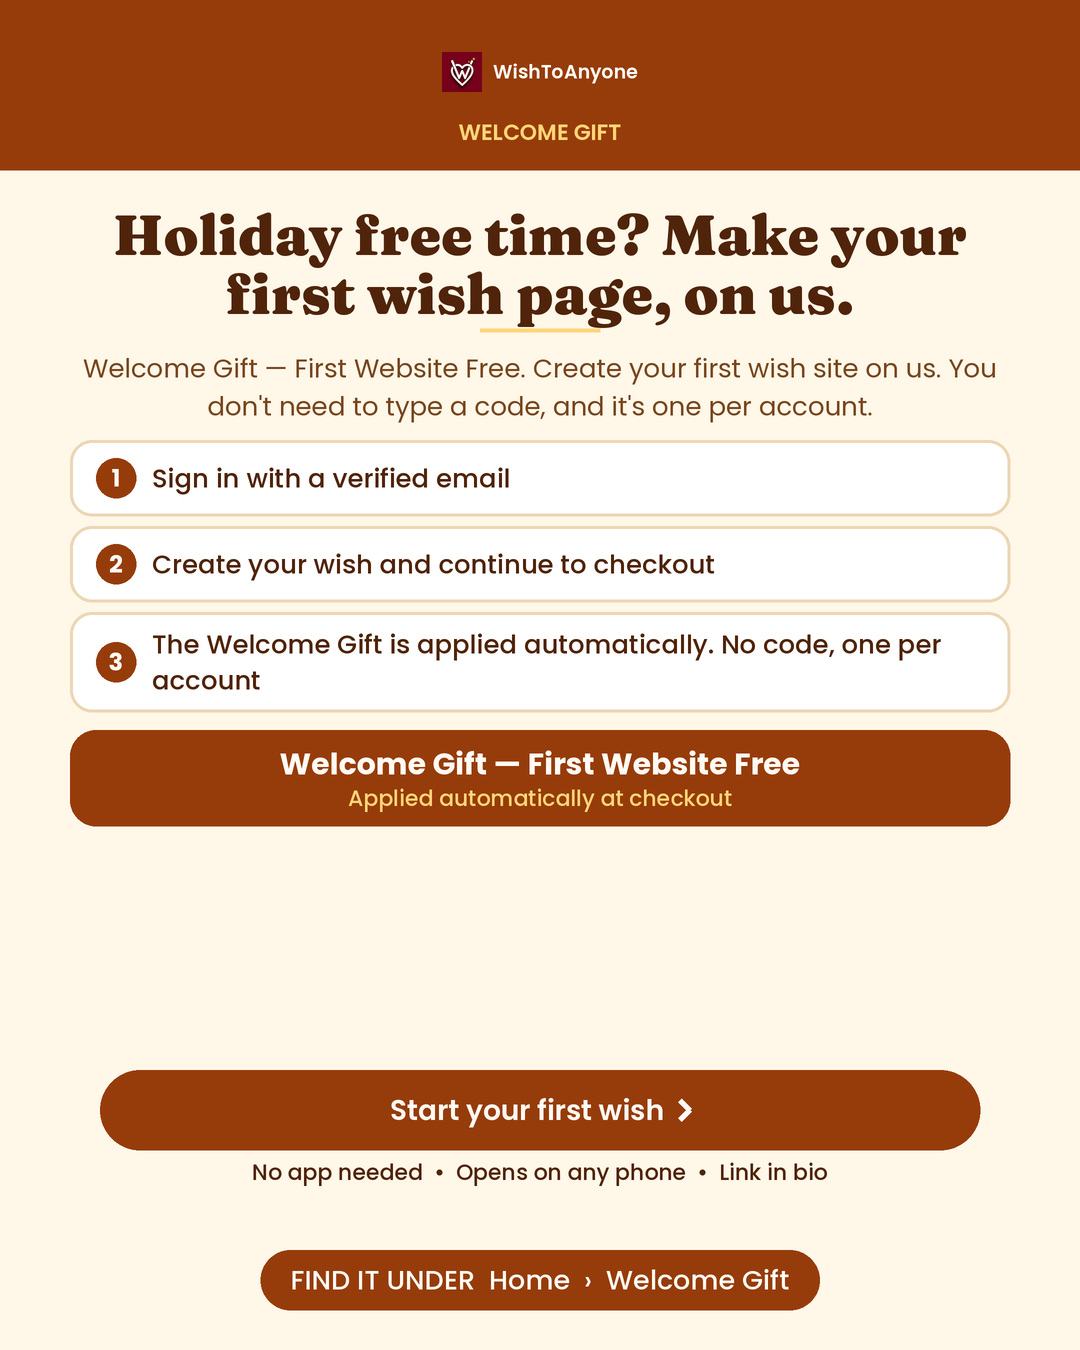 WishToAnyone
WELCOME GIFT
Holiday free time? Make your
first wish page, on us.
Welcome Gift — First Website Free. Create your first wish site on us. You
don't need to type a code, and it's one per account.
1 Sign in with a verified email
2 Create your wish and continue to checkout
3 The Welcome Gift is applied automatically. No code, one per
account
Welcome Gift — First Website Free
Applied automatically at checkout
Start your first wish ›
No app needed • Opens on any phone • Link in bio
FIND IT UNDER Home › Welcome Gift